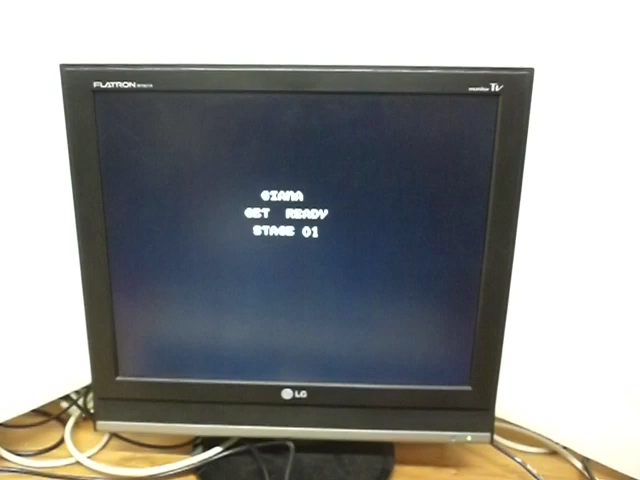 FLATRON
monitor TV
GIANA
GET READY
STAGE 01
LG